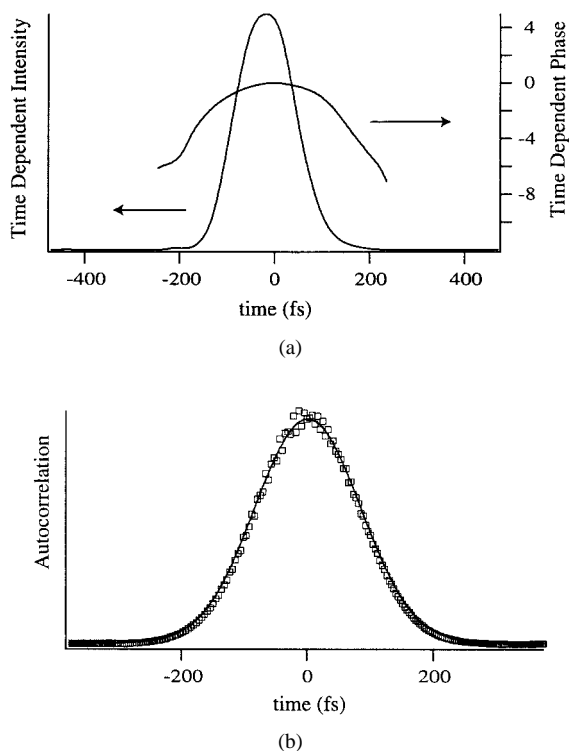 Time Dependent Intensity
Time Dependent Phase
4
0
-4
-8
-400 -200 0 200 400
time (fs)
(a)
Autocorrelation
-200 0 200
time (fs)
(b)